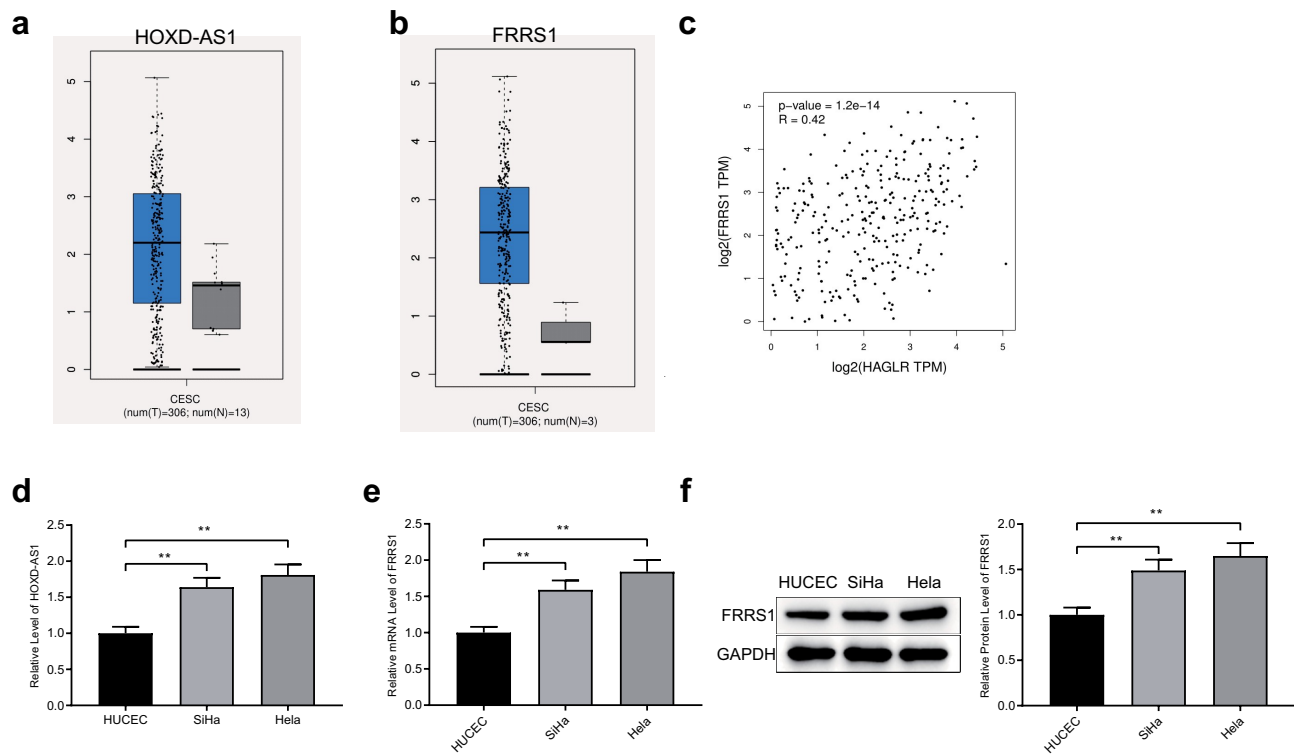 a
HOXD-AS1
5
4
3
2
1
0
CESC
(num(T)=306; num(N)=13)
b
FRRS1
5
4
3
2
1
0
CESC
(num(T)=306; num(N)=3)
c
p-value = 1.2e-14
R = 0.42
log2(FRRS1 TPM)
5
4
3
2
1
0
0 1 2 3 4 5
log2(HAGLR TPM)
d
Relative Level of HOXD-AS1
2.5
2.0
1.5
1.0
0.5
0.0
**
**
HUCEC SiHa Hela
e
Relative mRNA Level of FRRS1
2.5
2.0
1.5
1.0
0.5
0.0
**
**
HUCEC SiHa Hela
f
HUCEC SiHa Hela
FRRS1
GAPDH
Relative Protein Level of FRRS1
2.0
1.5
1.0
0.5
0.0
**
**
HUCEC SiHa Hela